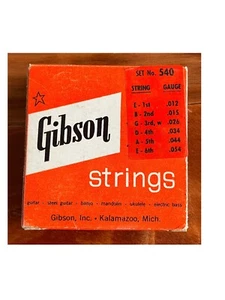 SET No. 540
STRING GAUGE
E - 1st .012
B - 2nd .015
G - 3rd, w .026
D - 4th .034
A - 5th .044
E - 6th .054
Gibson
strings
guitar · steel guitar · banjo · mandolin · ukulele · electric bass
Gibson, Inc. • Kalamazoo, Mich.